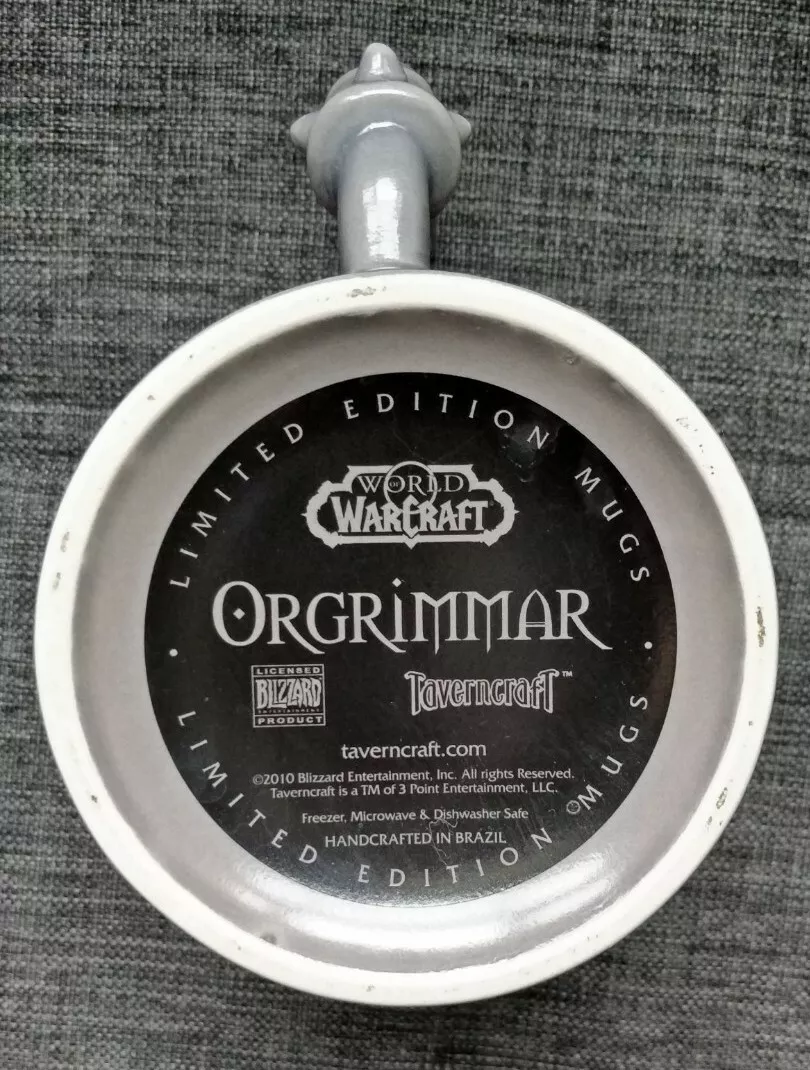 LIMITED EDITION MUGS
WORLD
OF
WARCRAFT
ORGRIMMAR
LICENSED
BLIZZARD
ENTERTAINMENT
PRODUCT
Taverncraft™
taverncraft.com
©2010 Blizzard Entertainment, Inc. All rights Reserved.
Taverncraft is a TM of 3 Point Entertainment, LLC.
Freezer, Microwave & Dishwasher Safe
HANDCRAFTED IN BRAZIL
LIMITED EDITION MUGS